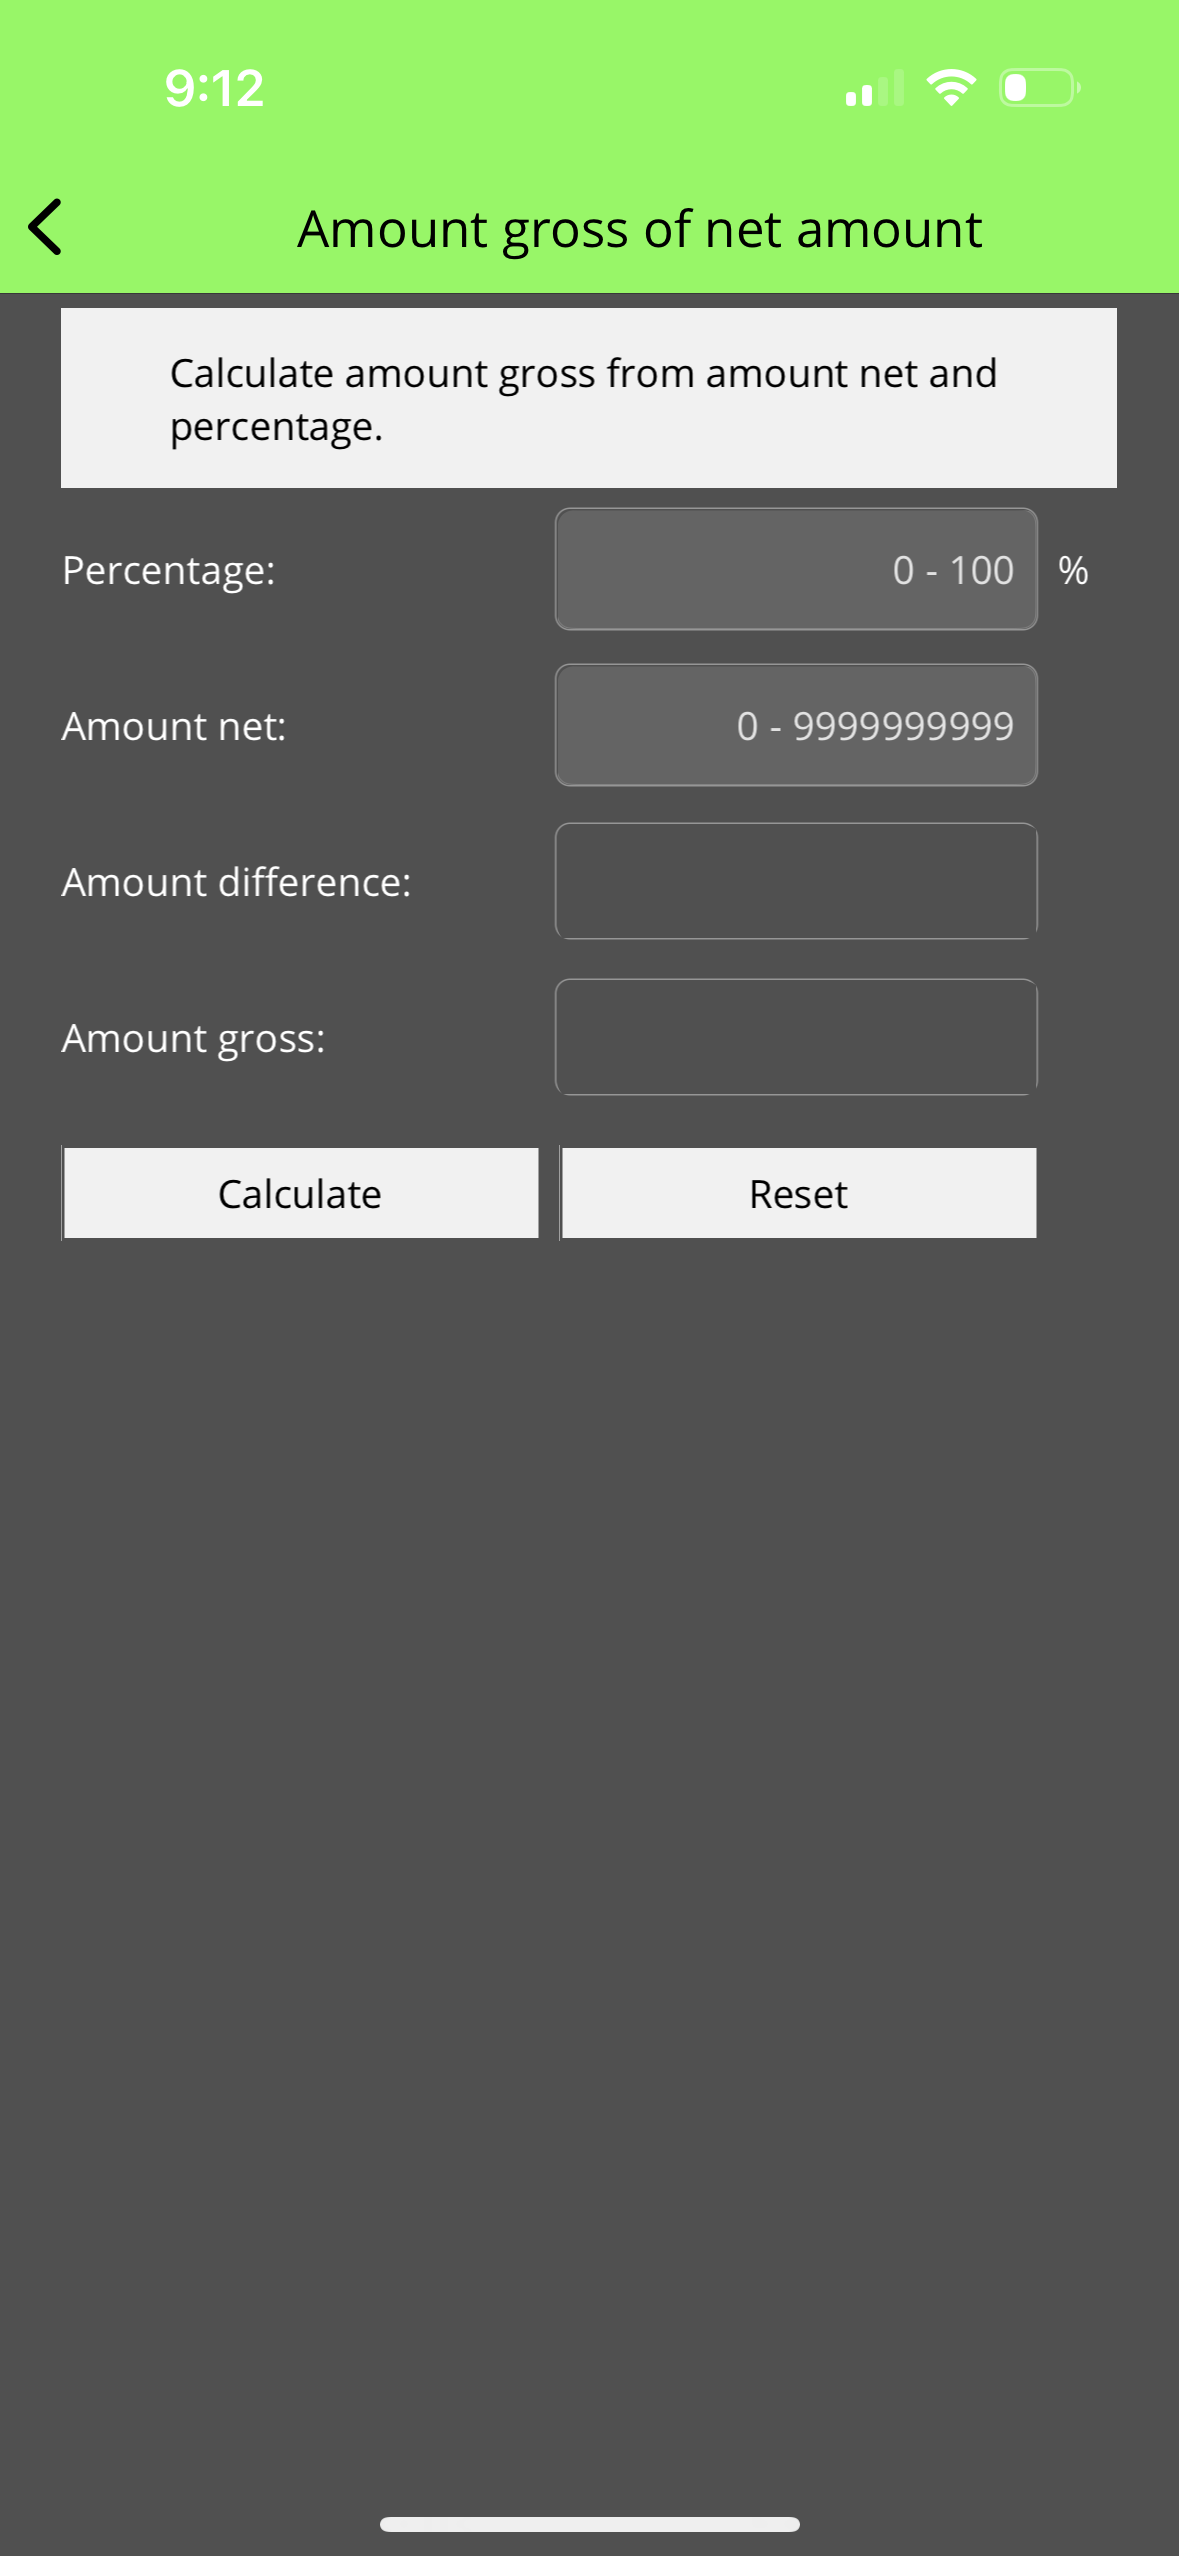 9:12
Amount gross of net amount
Calculate amount gross from amount net and
percentage.
Percentage: 0 - 100 %
Amount net: 0 - 9999999999
Amount difference:
Amount gross:
Calculate Reset